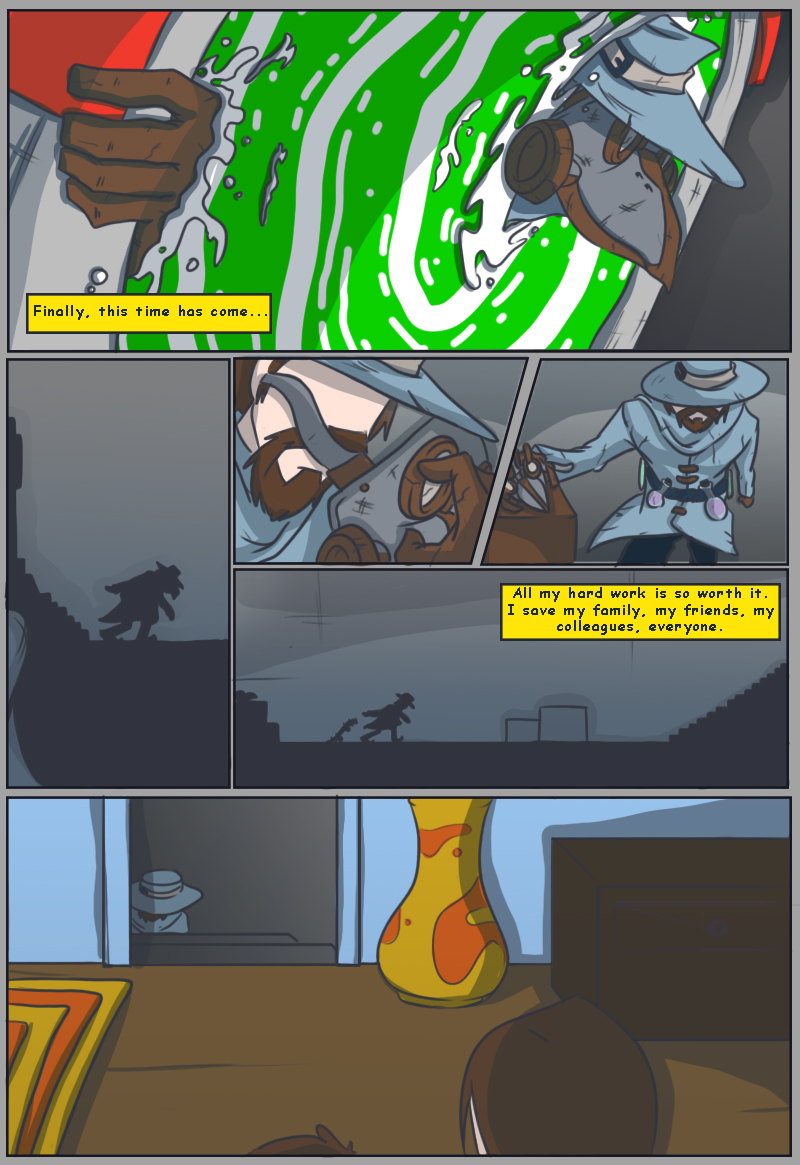 Finally, this time has come...
All my hard work is so worth it.
I save my family, my friends, my
colleagues, everyone.